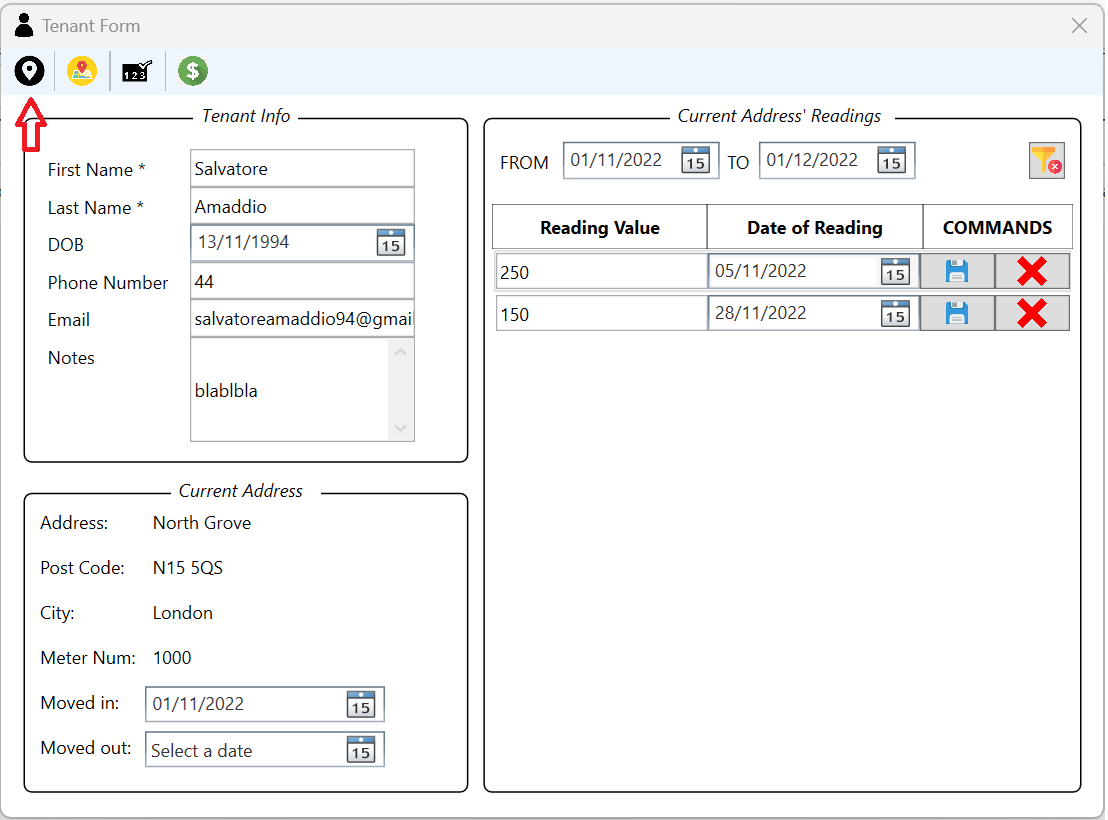 Tenant Form
123
$
Tenant Info
First Name * Salvatore
Last Name * Amaddio
DOB 13/11/1994 15
Phone Number 44
Email salvatoreamaddio94@gmai
Notes blablbla
Current Address
Address: North Grove
Post Code: N15 5QS
City: London
Meter Num: 1000
Moved in: 01/11/2022 15
Moved out: Select a date 15
Current Address' Readings
FROM 01/11/2022 15 TO 01/12/2022 15
Reading Value Date of Reading COMMANDS
250 05/11/2022 15
150 28/11/2022 15